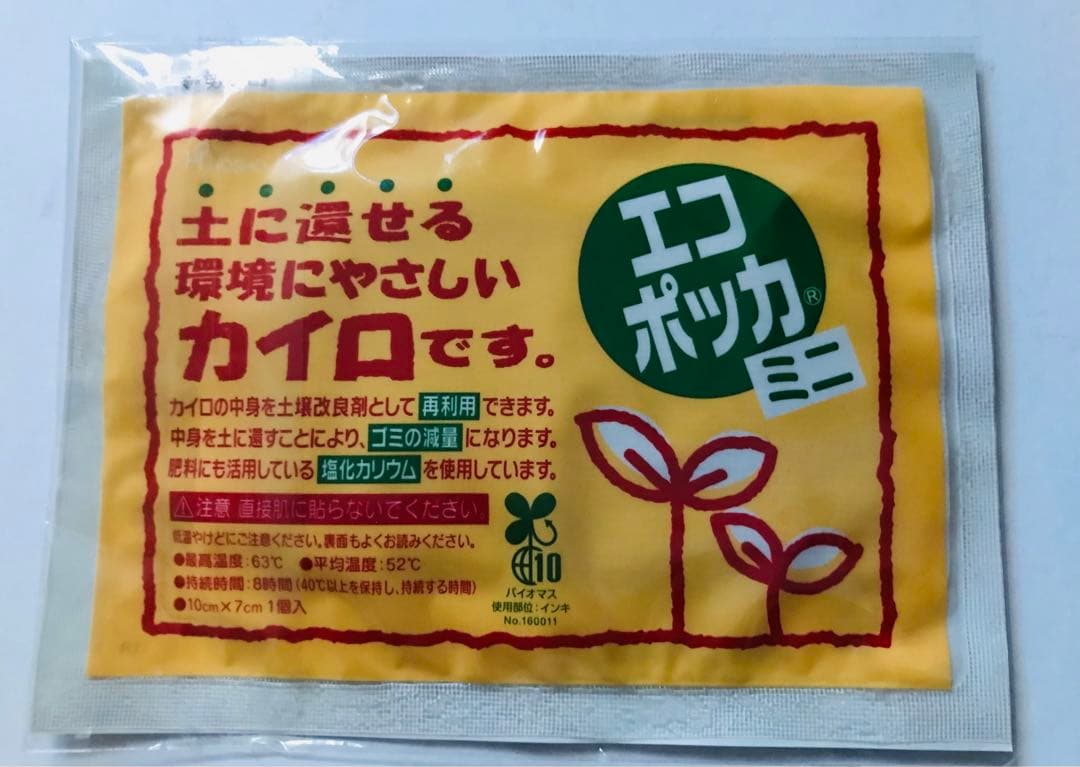 土に還せる
環境にやさしい
カイロです。
カイロの中身を土壌改良剤として再利用できます。
中身を土に還すことにより、ゴミの減量になります。
肥料にも活用している塩化カリウムを使用しています。
⚠注意 直接肌に貼らないてください
低温やけどにご注意ください。裏面もよくお読みください。
●最高温度:63℃ ●平均温度:52℃
●持続時間:8時間(40℃以上を保持し、持続する時間)
●10cm×7cm 1個入
エコ
ポッカ®
ミニ
10
バイオマス
使用部位:インキ
No.160011